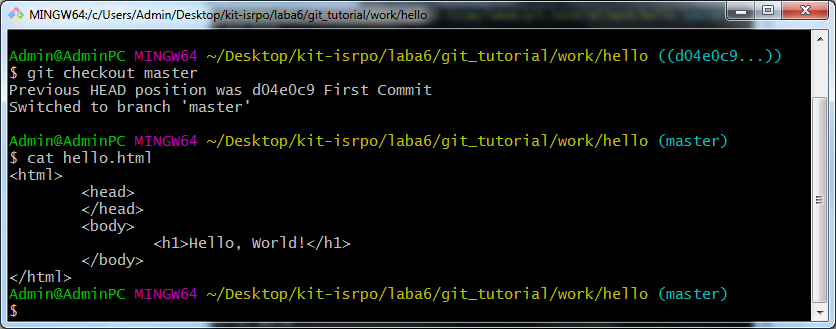 MINGW64:/c/Users/Admin/Desktop/kit-isrpo/laba6/git_tutorial/work/hello
Admin@AdminPC MINGW64 ~/Desktop/kit-isrpo/laba6/git_tutorial/work/hello ((d04e0c9...))
$ git checkout master
Previous HEAD position was d04e0c9 First Commit
Switched to branch 'master'
Admin@AdminPC MINGW64 ~/Desktop/kit-isrpo/laba6/git_tutorial/work/hello (master)
$ cat hello.html
<html>
        <head>
        </head>
        <body>
                <h1>Hello, World!</h1>
        </body>
</html>
Admin@AdminPC MINGW64 ~/Desktop/kit-isrpo/laba6/git_tutorial/work/hello (master)
$